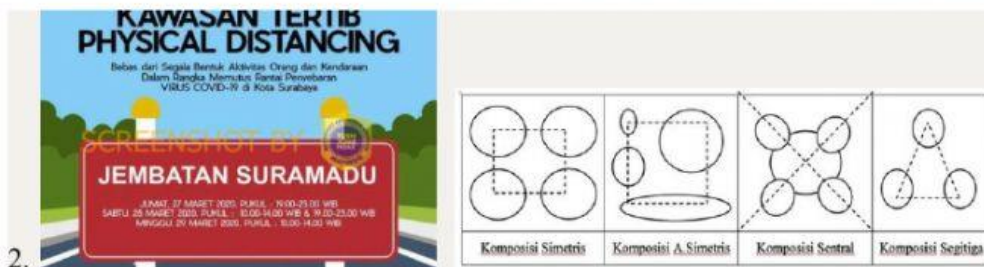 KAWASAN TERTIB
PHYSICAL DISTANCING
Bebas dari Segala Bentuk Aktivitas Orang dan Kendaraan
Dalam Rangka Memutus Rantai Penyebaran
VIRUS COVID-19 di Kota Surabaya
SCREENSHOT BY
JEMBATAN SURAMADU
JUMAT, 27 MARET 2020, PUKUL : 19.00-23.00 WIB
SABTU, 28 MARET 2020, PUKUL : 10.00-14.00 WIB & 19.00-23.00 WIB
MINGGU, 29 MARET 2020, PUKUL : 10.00-14.00 WIB
2.
Komposisi Simetris
Komposisi A.Simetris
Komposisi Sentral
Komposisi Segitiga